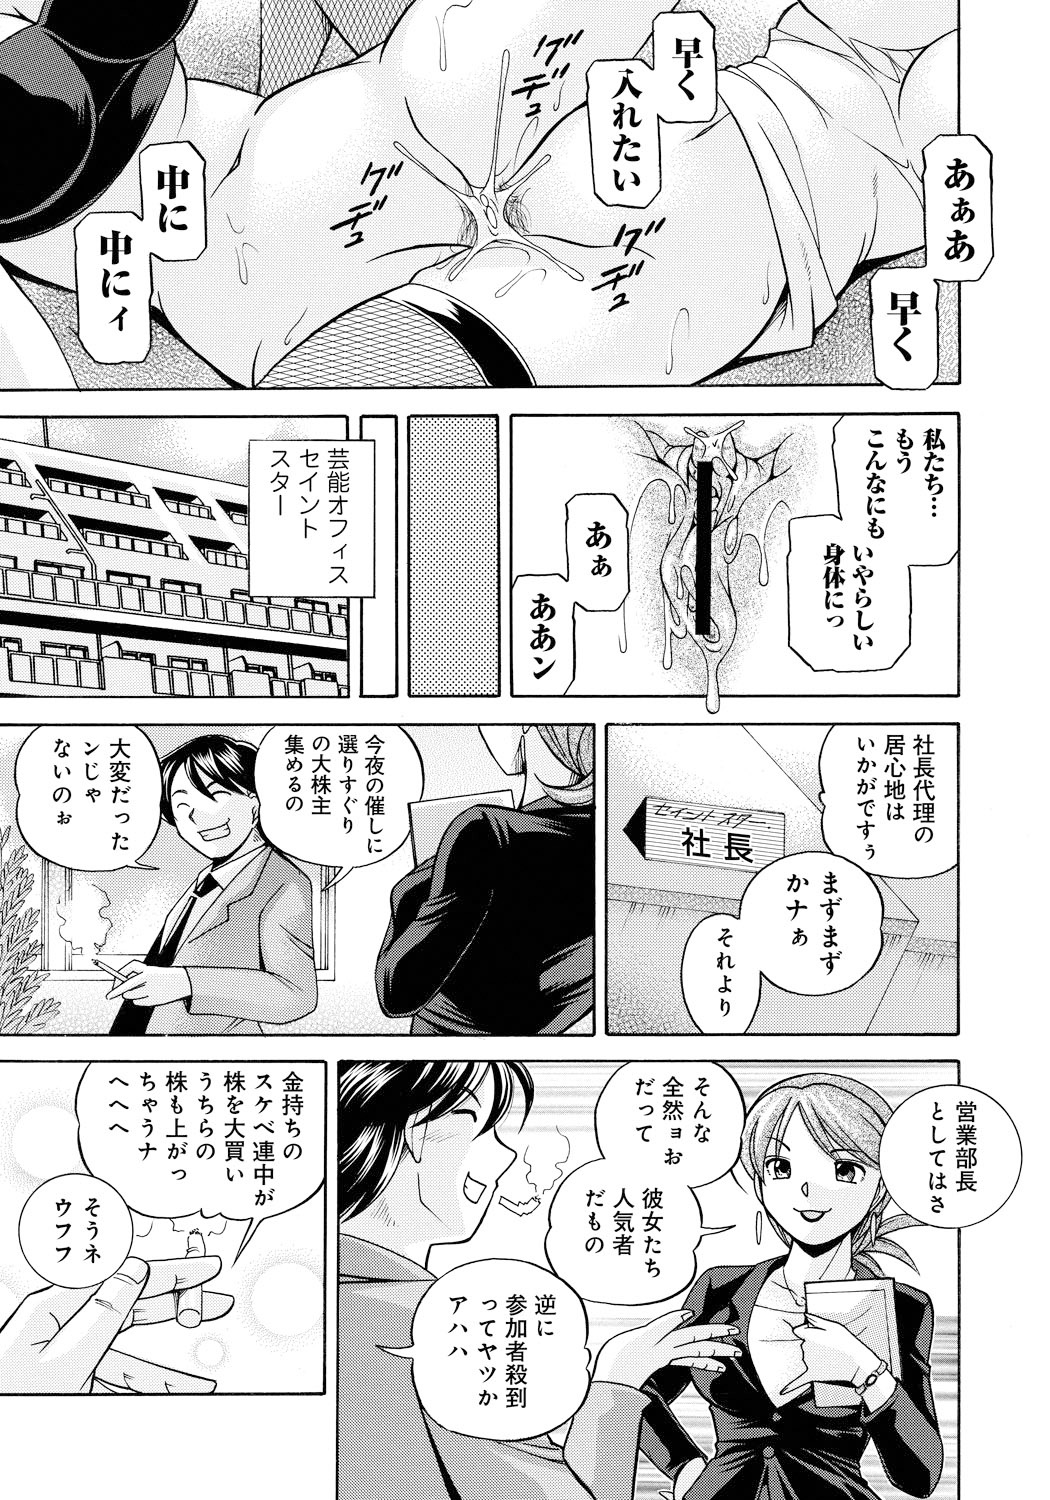 あぁあ
早く
早く
入れたい
グヂュ
グヂュ
グヂュ
中に
中にィ
私たち…
もう
こんなにも
いやらしい
身体にっ
あぁ
ああン
芸能オフィス
セイント
スター
社長代理の
居心地は
いかがですぅ
セイントスター
社長
まずまず
かナぁ
それより
今夜の催しに
選りすぐり
の大株主
集めるの
大変だった
ンじゃ
ないのぉ
営業部長
としてはさ
そんな
全然ョぉ
だって
彼女たち
人気者
だもの
逆に
参加者殺到
ってヤツか
アハハ
金持ちの
スケベ連中が
株を大買い
うちらの
株も上がっ
ちゃうナ
へへへ
そうネ
ウフフ